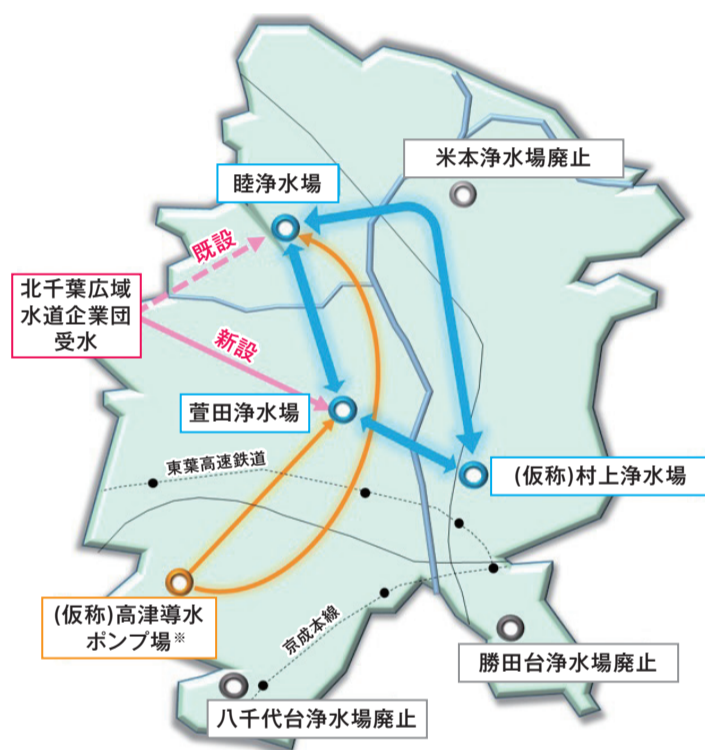 米本浄水場廃止
睦浄水場
既設
北千葉広域
水道企業団
受水
新設
萱田浄水場
東葉高速鉄道
(仮称)村上浄水場
(仮称)高津導水
ポンプ場※
京成本線
勝田台浄水場廃止
八千代台浄水場廃止